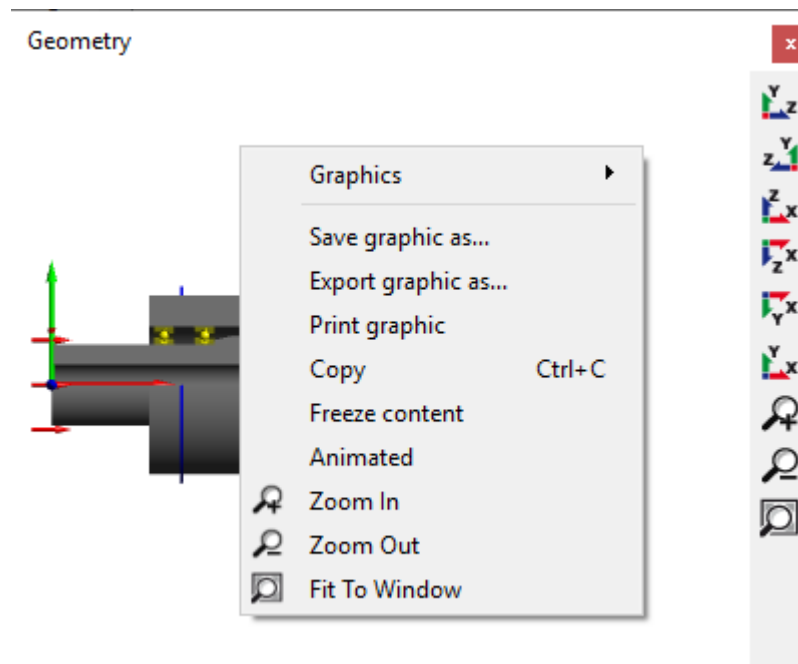 Geometry
x
Graphics
Save graphic as...
Export graphic as...
Print graphic
Copy Ctrl+C
Freeze content
Animated
Zoom In
Zoom Out
Fit To Window
Y
Z
Y
Z
Z
X
X
Z
X
Y
Y
X